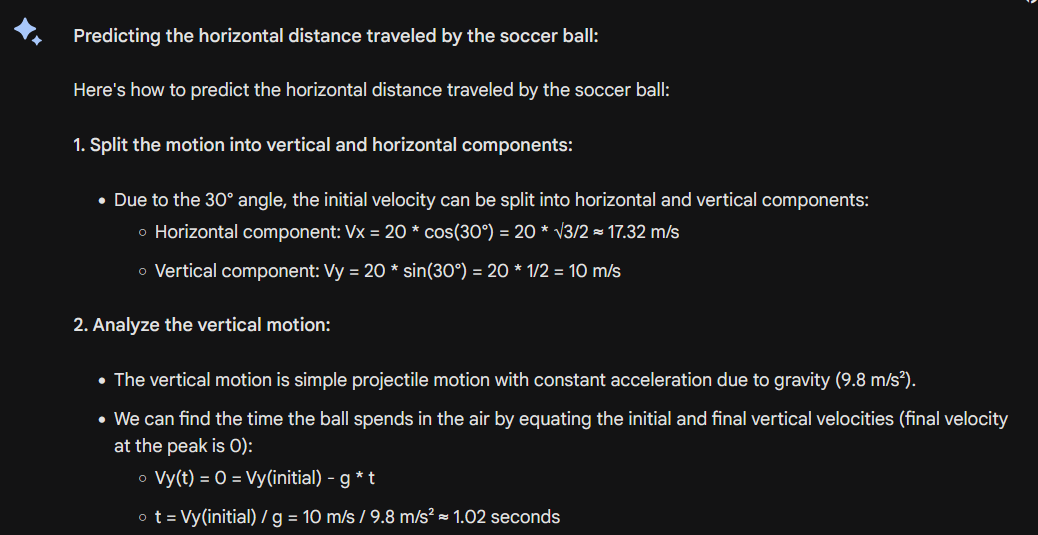 Predicting the horizontal distance traveled by the soccer ball:
Here's how to predict the horizontal distance traveled by the soccer ball:
1. Split the motion into vertical and horizontal components:
• Due to the 30° angle, the initial velocity can be split into horizontal and vertical components:
○ Horizontal component: Vx = 20 * cos(30°) = 20 * √3/2 ≈ 17.32 m/s
○ Vertical component: Vy = 20 * sin(30°) = 20 * 1/2 = 10 m/s
2. Analyze the vertical motion:
• The vertical motion is simple projectile motion with constant acceleration due to gravity (9.8 m/s²).
• We can find the time the ball spends in the air by equating the initial and final vertical velocities (final velocity
at the peak is 0):
○ Vy(t) = 0 = Vy(initial) - g * t
○ t = Vy(initial) / g = 10 m/s / 9.8 m/s² ≈ 1.02 seconds